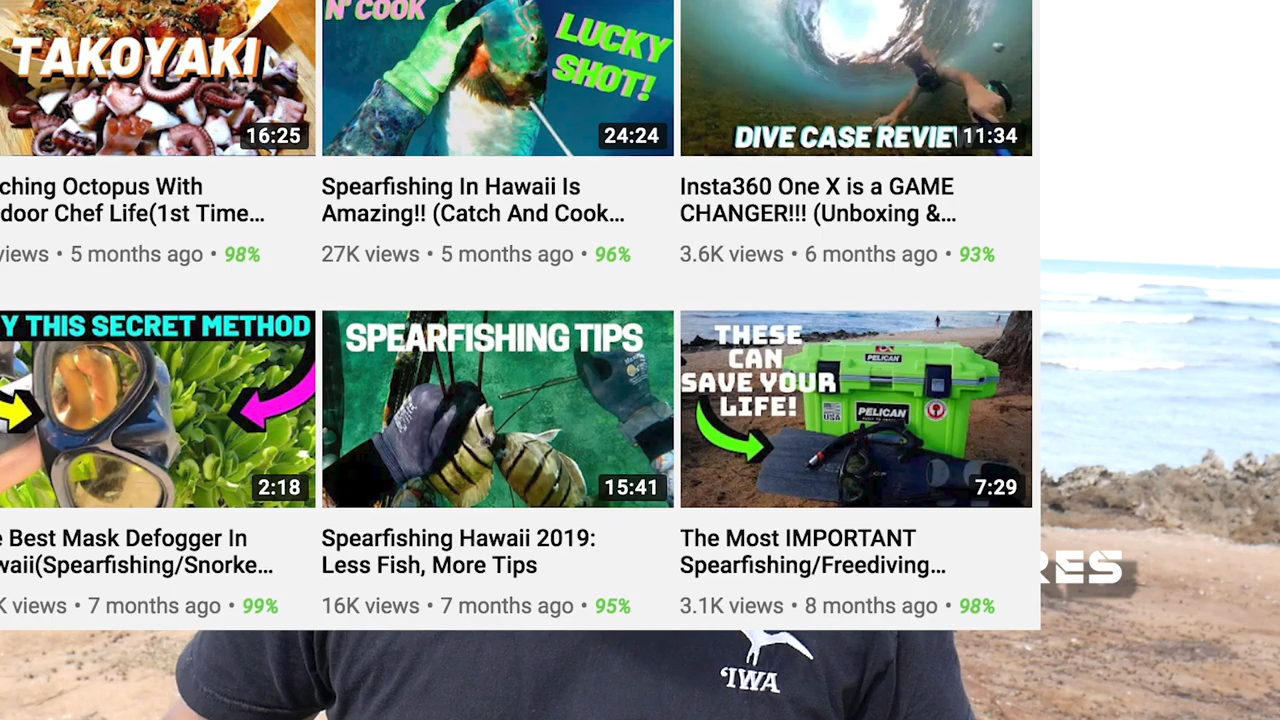 TAKOYAKI
16:25
N' COOK
LUCKY
SHOT!
24:24
DIVE CASE REVIE
11:34
ching Octopus With
door Chef Life(1st Time...
views • 5 months ago • 98%
Spearfishing In Hawaii Is
Amazing!! (Catch And Cook...
27K views • 5 months ago • 96%
Insta360 One X is a GAME
CHANGER!!! (Unboxing &...
3.6K views • 6 months ago • 93%
Y THIS SECRET METHOD
2:18
SPEARFISHING TIPS
15:41
THESE
CAN
SAVE YOUR
LIFE!
PELICAN
USA
PELICAN
7:29
e Best Mask Defogger In
waii(Spearfishing/Snorke...
K views • 7 months ago • 99%
Spearfishing Hawaii 2019:
Less Fish, More Tips
16K views • 7 months ago • 95%
The Most IMPORTANT
Spearfishing/Freediving...
3.1K views • 8 months ago • 98%
RES
ʻIWA